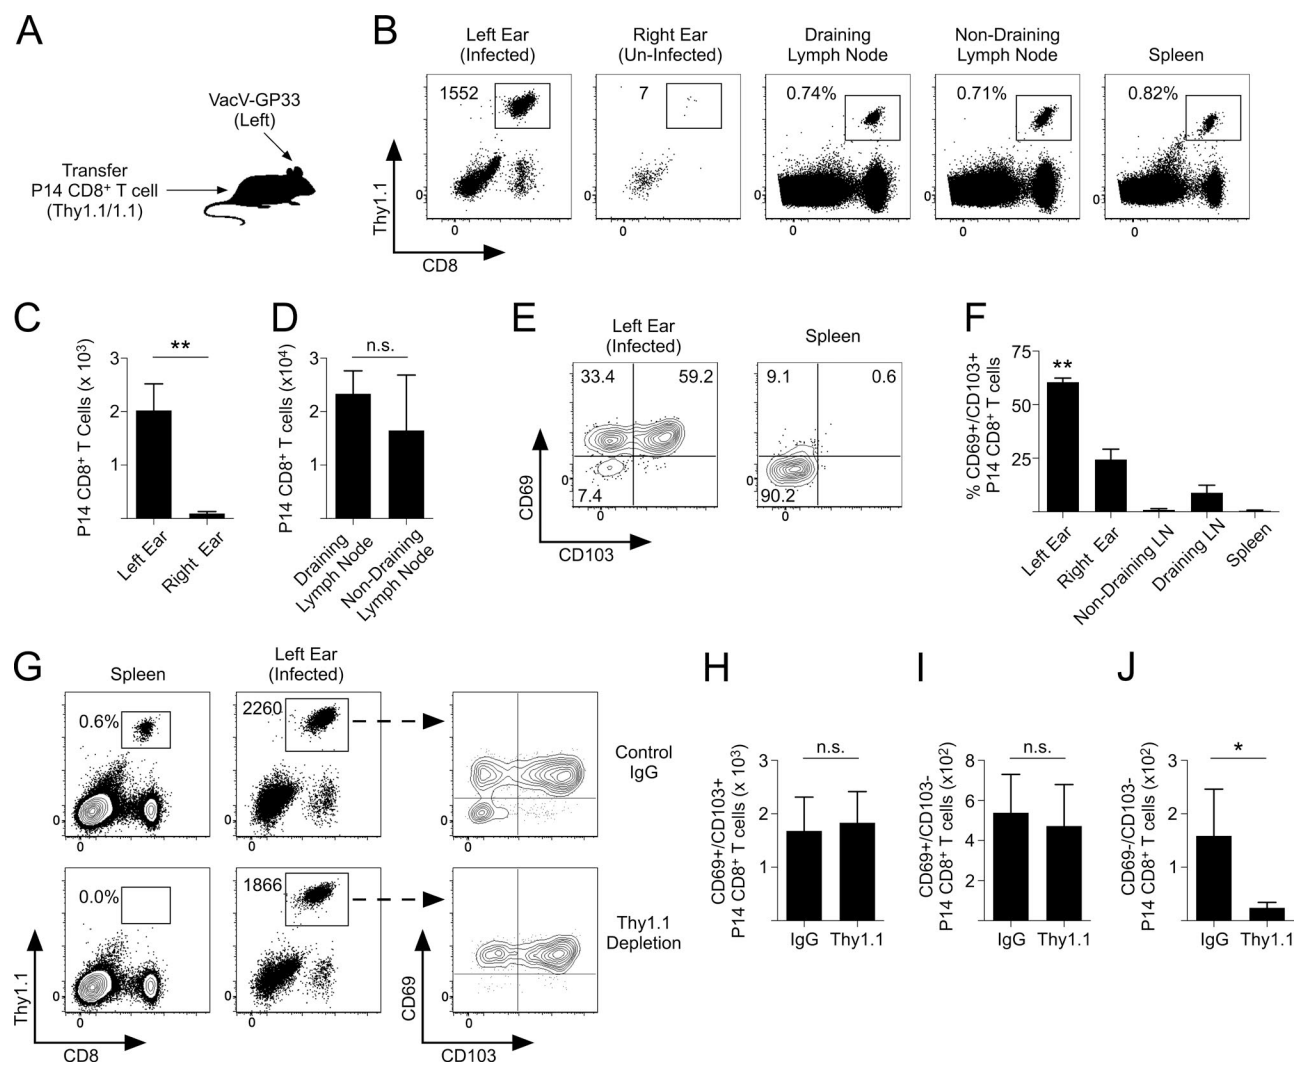 A
VacV-GP33
(Left)
Transfer
P14 CD8⁺ T cell
(Thy1.1/1.1)
B
Left Ear
(Infected)
Right Ear
(Un-Infected)
Draining
Lymph Node
Non-Draining
Lymph Node
Spleen
1552
7
0.74%
0.71%
0.82%
0
0
0
0
0
0
0
0
0
0
Thy1.1
CD8
C
P14 CD8⁺ T Cells (x 10³)
3
2
1
**
Left Ear
Right Ear
D
P14 CD8⁺ T cells (x10⁴)
3
2
1
n.s.
Draining
Lymph Node
Non-Draining
Lymph Node
E
Left Ear
(Infected)
Spleen
33.4
59.2
7.4
9.1
0.6
90.2
0
0
0
0
CD69
CD103
F
% CD69+/CD103+
P14 CD8⁺ T cells
75
50
25
**
Left Ear
Right Ear
Non-Draining LN
Draining LN
Spleen
G
Spleen
Left Ear
(Infected)
0.6%
2260
0
0
0
0
0
0
Control
IgG
0.0%
1866
0
0
0
0
0
0
Thy1.1
Depletion
Thy1.1
CD8
CD69
CD103
H
CD69+/CD103+
P14 CD8⁺ T cells (x 10³)
3
2
1
n.s.
IgG
Thy1.1
I
CD69+/CD103-
P14 CD8⁺ T cells (x10²)
8
6
4
2
n.s.
IgG
Thy1.1
J
CD69-/CD103-
P14 CD8⁺ T cells (x10²)
3
2
1
*
IgG
Thy1.1